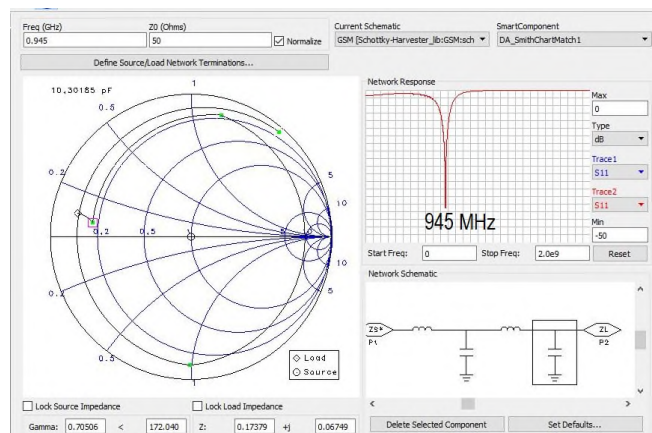 Freq (GHz)
Z0 (Ohms)
Current Schematic
SmartComponent
0.945
50
Normalize
GSM [Schottky-Harvester_lib:GSM:sch
DA_SmithChartMatch1
Define Source/Load Network Terminations...
Network Response
10,30185 pF
1
0.5
0.2
5
10
0.2 0.5 1
10
5
0.2
0.5
1
Load
Source
Max
0
Type
dB
Trace1
S11
Trace2
S11
Min
-50
945 MHz
Start Freq: 0 Stop Freq: 2.0e9 Reset
Network Schematic
ZS*
P1
ZL
P2
Lock Source Impedance
Lock Load Impedance
Gamma: 0.70506 < 172.040 Z: 0.17379 +j 0.06749
Delete Selected Component
Set Defaults...